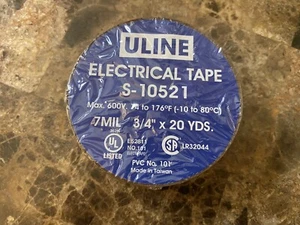 ULINE
ELECTRICAL TAPE
S-10521
Max. 600V to 176°F (-10 to 80°C)
7MIL 3/4" x 20 YDS.
UL
LISTED
E52811
NO.101
LR32044
PVC No. 101
Made in Taiwan